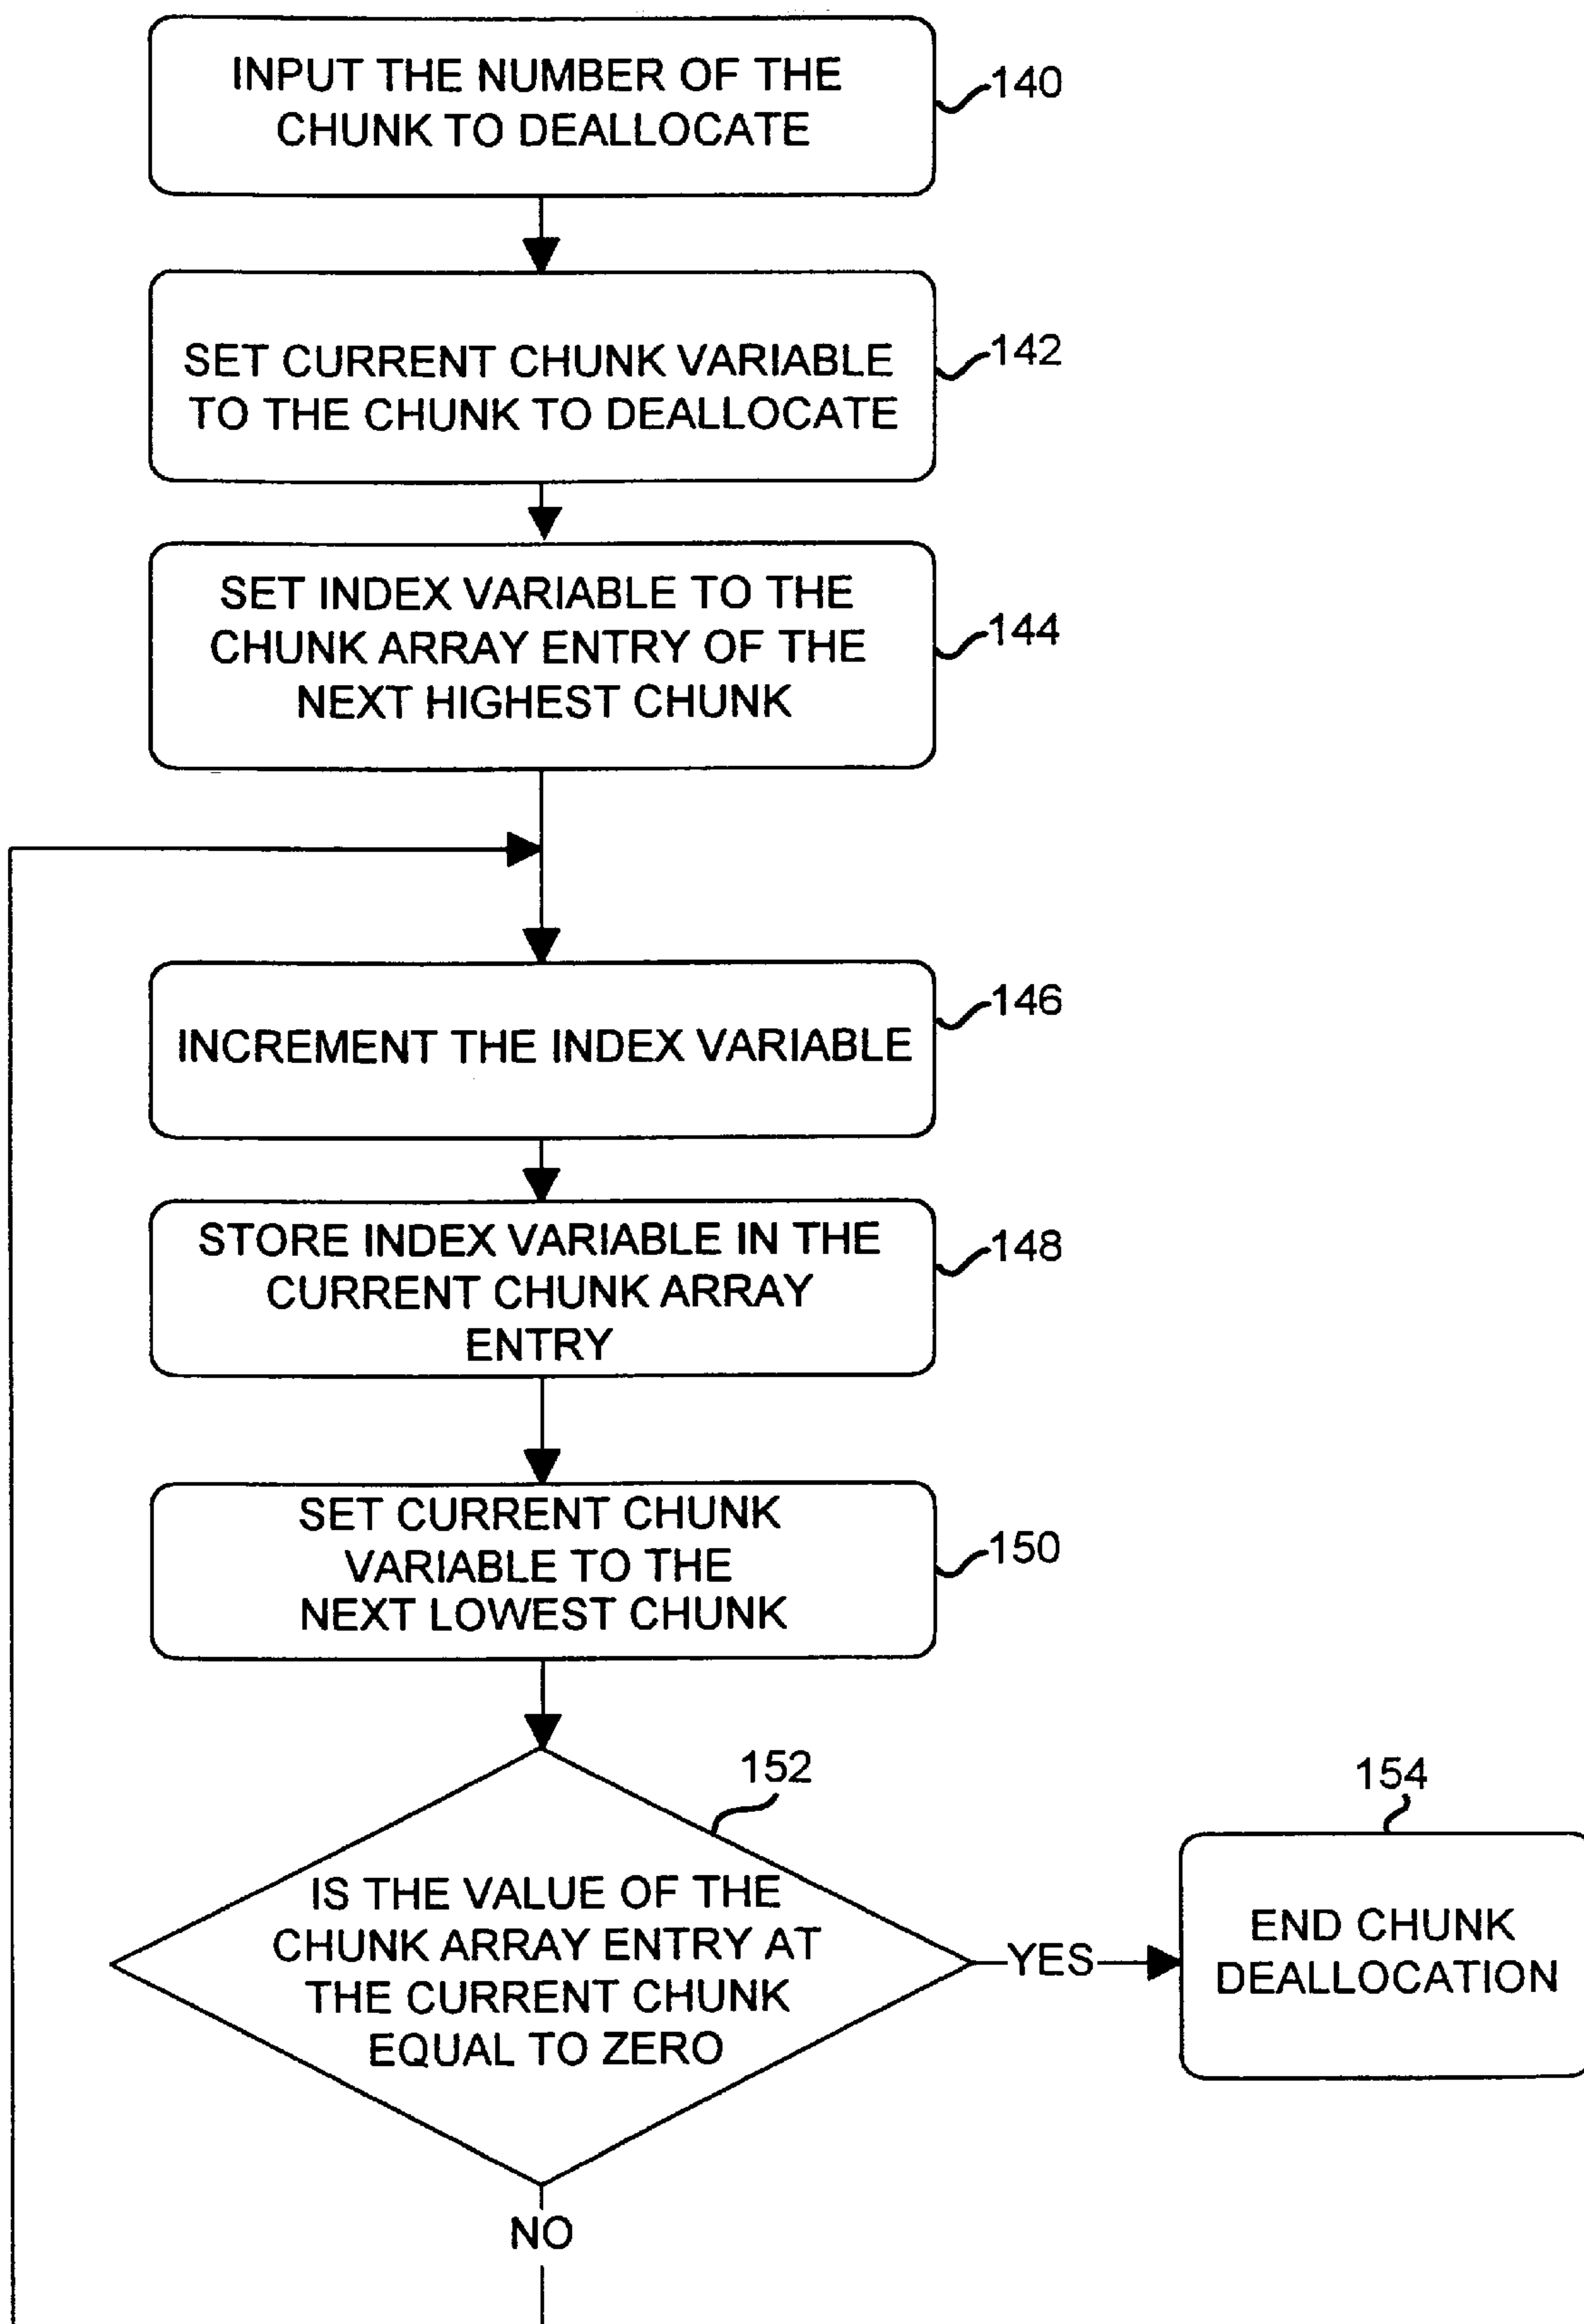 INPUT THE NUMBER OF THE
CHUNK TO DEALLOCATE
140
SET CURRENT CHUNK VARIABLE
TO THE CHUNK TO DEALLOCATE
142
SET INDEX VARIABLE TO THE
CHUNK ARRAY ENTRY OF THE
NEXT HIGHEST CHUNK
144
INCREMENT THE INDEX VARIABLE
146
STORE INDEX VARIABLE IN THE
CURRENT CHUNK ARRAY
ENTRY
148
SET CURRENT CHUNK
VARIABLE TO THE
NEXT LOWEST CHUNK
150
152
IS THE VALUE OF THE
CHUNK ARRAY ENTRY AT
THE CURRENT CHUNK
EQUAL TO ZERO
YES
154
END CHUNK
DEALLOCATION
NO